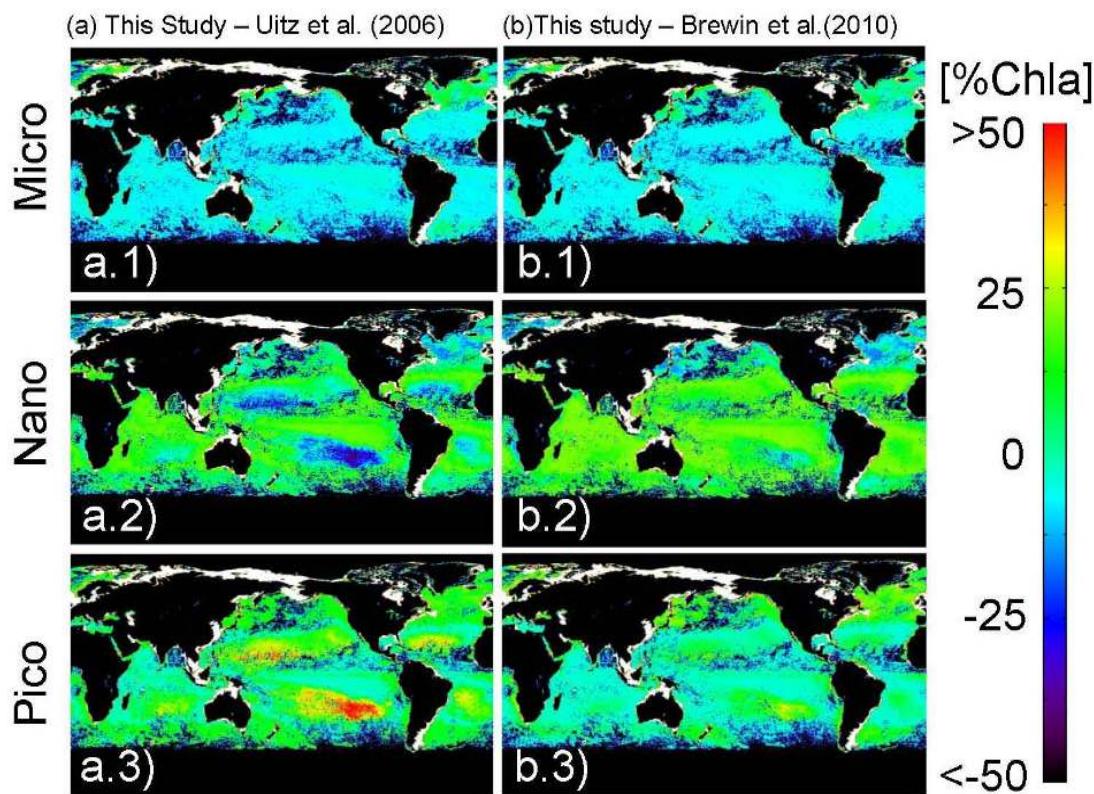 (a) This Study – Uitz et al. (2006)
(b)This study – Brewin et al.(2010)
[%Chla]
Micro
a.1)
b.1)
Nano
a.2)
b.2)
Pico
a.3)
b.3)
>50
25
0
-25
<-50